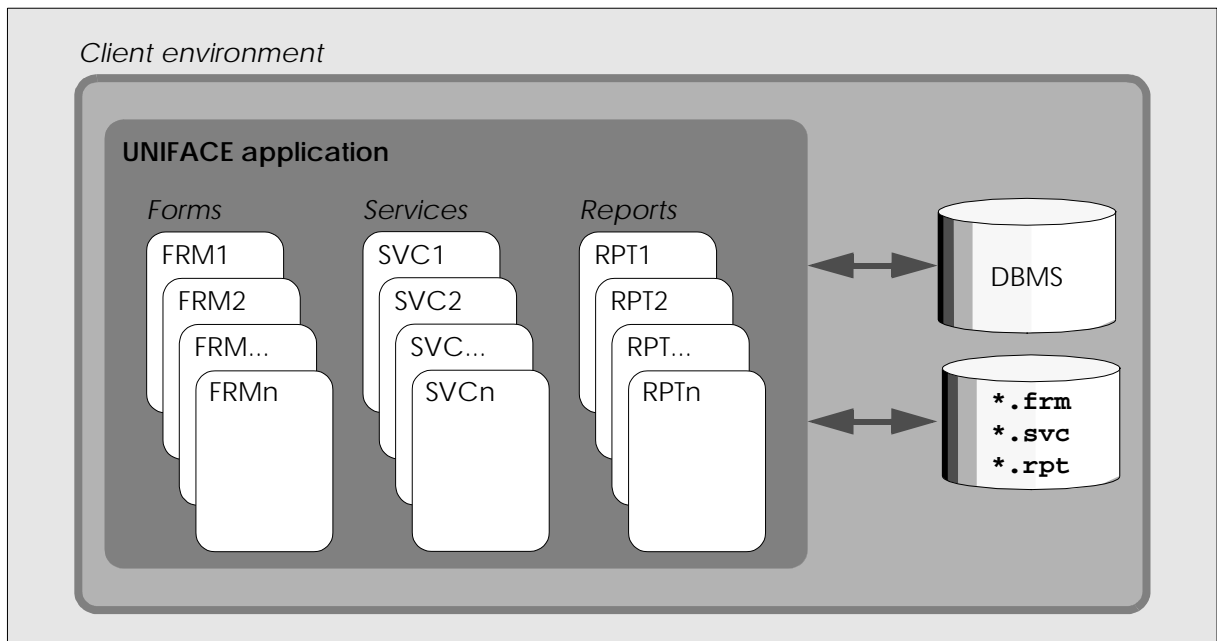 Client environment
UNIFACE application
Forms
Services
Reports
FRM1
FRM2
FRM...
FRMn
SVC1
SVC2
SVC...
SVCn
RPT1
RPT2
RPT...
RPTn
DBMS
*.frm
*.svc
*.rpt